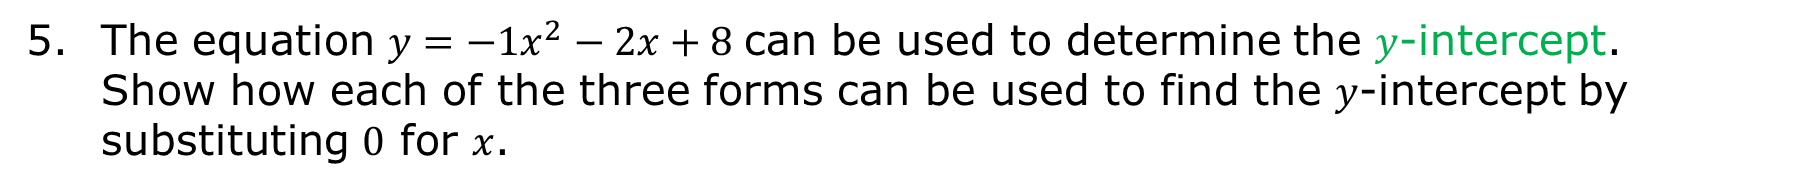 5. The equation y = −1x² − 2x + 8 can be used to determine the y-intercept.
Show how each of the three forms can be used to find the y-intercept by
substituting 0 for x.